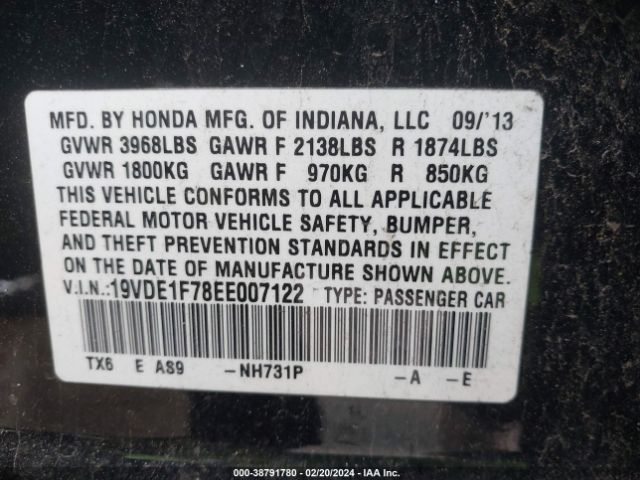 MFD. BY HONDA MFG. OF INDIANA, LLC 09/'13
GVWR 3968LBS GAWR F 2138LBS R 1874LBS
GVWR 1800KG GAWR F 970KG R 850KG
THIS VEHICLE CONFORMS TO ALL APPLICABLE
FEDERAL MOTOR VEHICLE SAFETY, BUMPER,
AND THEFT PREVENTION STANDARDS IN EFFECT
ON THE DATE OF MANUFACTURE SHOWN ABOVE.
V.I.N.:19VDE1F78EE007122 TYPE: PASSENGER CAR
TX6 E AS9 -NH731P -A -E
000-38791780 - 02/20/2024 - IAA Inc.